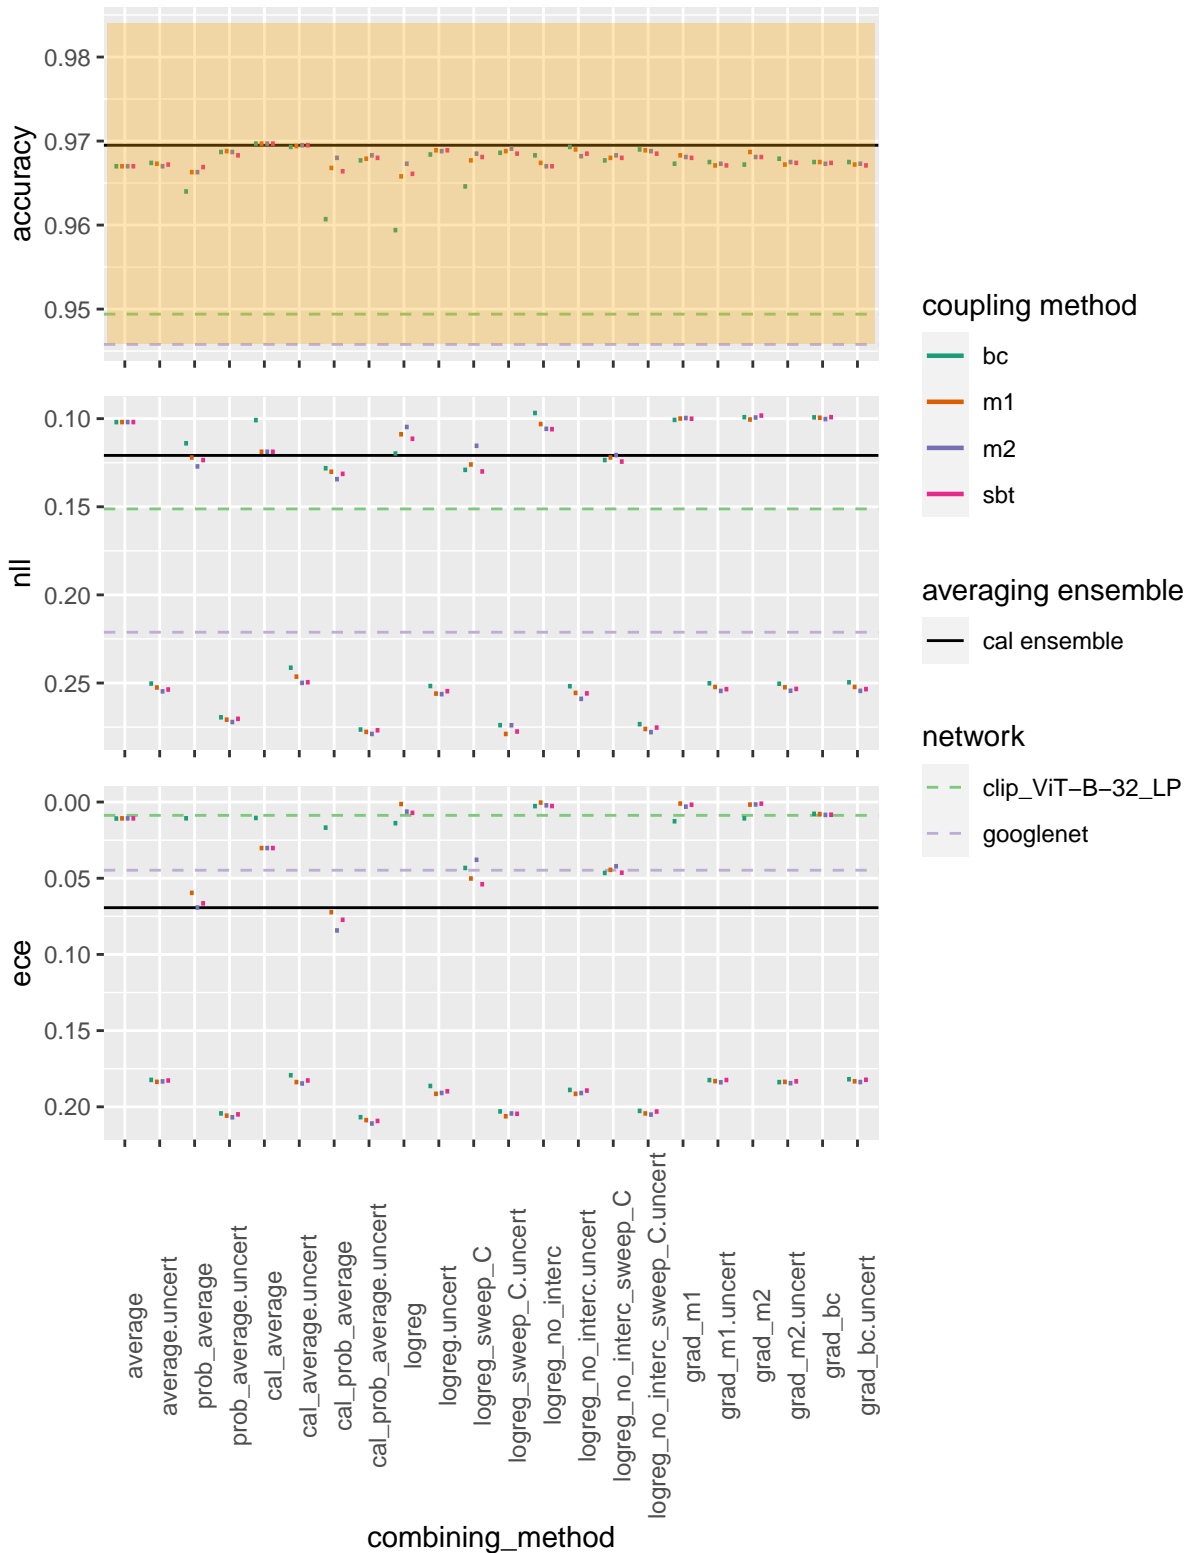 accuracy
0.98
0.97
0.96
0.95
nll
0.10
0.15
0.20
0.25
ece
0.00
0.05
0.10
0.15
0.20
average
average.uncert
prob_average
prob_average.uncert
cal_average
cal_average.uncert
cal_prob_average
cal_prob_average.uncert
logreg
logreg.uncert
logreg_sweep_C
logreg_sweep_C.uncert
logreg_no_interc
logreg_no_interc.uncert
logreg_no_interc_sweep_C
logreg_no_interc_sweep_C.uncert
grad_m1
grad_m1.uncert
grad_m2
grad_m2.uncert
grad_bc
grad_bc.uncert
combining_method
coupling method
bc
m1
m2
sbt
averaging ensemble
cal ensemble
network
clip_ViT−B−32_LP
googlenet